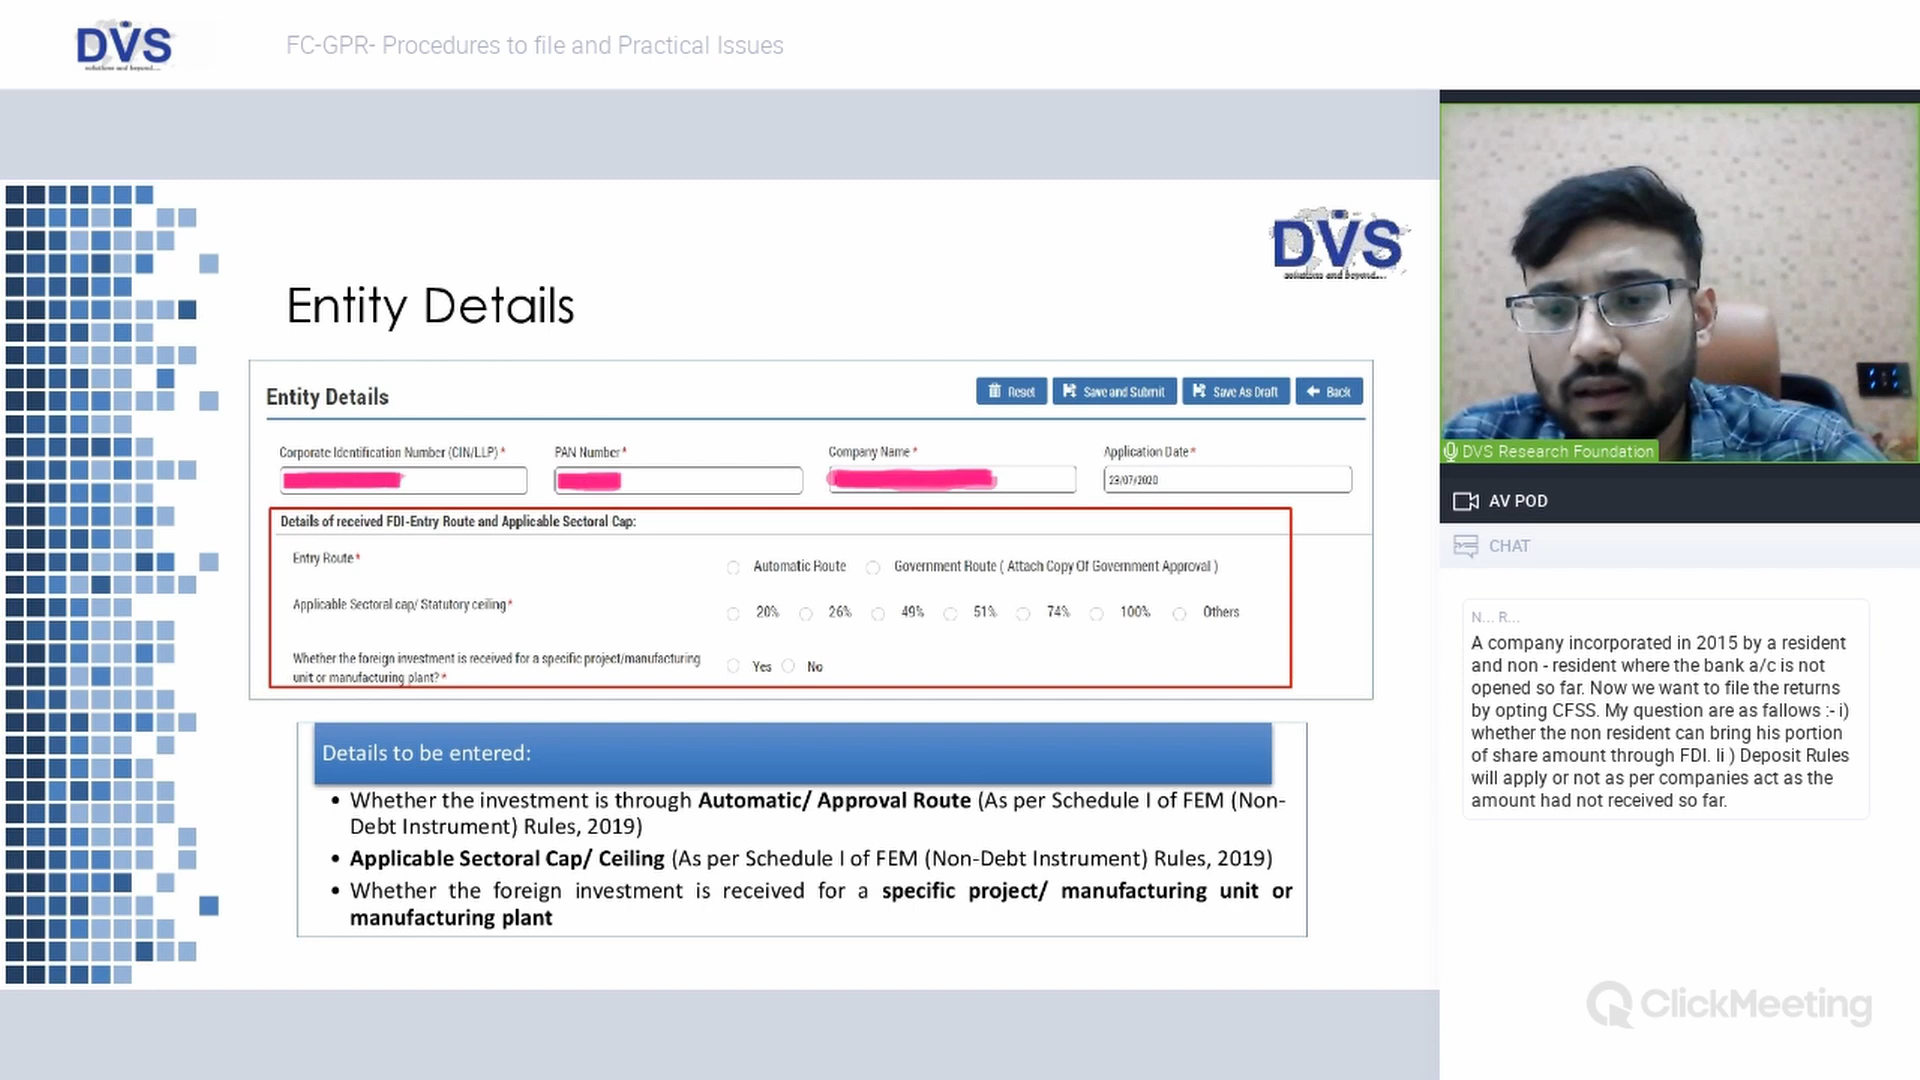 DVS
solutions and beyond....
FC-GPR- Procedures to file and Practical Issues
DVS
solutions and beyond....
Entity Details
Entity Details
Reset
Save and Submit
Save As Draft
Back
Corporate Identification Number (CIN/LLP)*
PAN Number*
Company Name *
Application Date*
23/07/2020
Details of received FDI-Entry Route and Applicable Sectoral Cap:
Entry Route*
Automatic Route
Government Route ( Attach Copy Of Government Approval )
Applicable Sectoral cap/ Statutory ceiling*
20% 26% 49% 51% 74% 100% Others
Whether the foreign investment is received for a specific project/manufacturing
unit or manufacturing plant?*
Yes No
Details to be entered:
• Whether the investment is through Automatic/ Approval Route (As per Schedule I of FEM (Non-
Debt Instrument) Rules, 2019)
• Applicable Sectoral Cap/ Ceiling (As per Schedule I of FEM (Non-Debt Instrument) Rules, 2019)
• Whether the foreign investment is received for a specific project/ manufacturing unit or
manufacturing plant
DVS Research Foundation
AV POD
CHAT
N... R...
A company incorporated in 2015 by a resident
and non - resident where the bank a/c is not
opened so far. Now we want to file the returns
by opting CFSS. My question are as fallows :- i)
whether the non resident can bring his portion
of share amount through FDI. Ii ) Deposit Rules
will apply or not as per companies act as the
amount had not received so far.
ClickMeeting